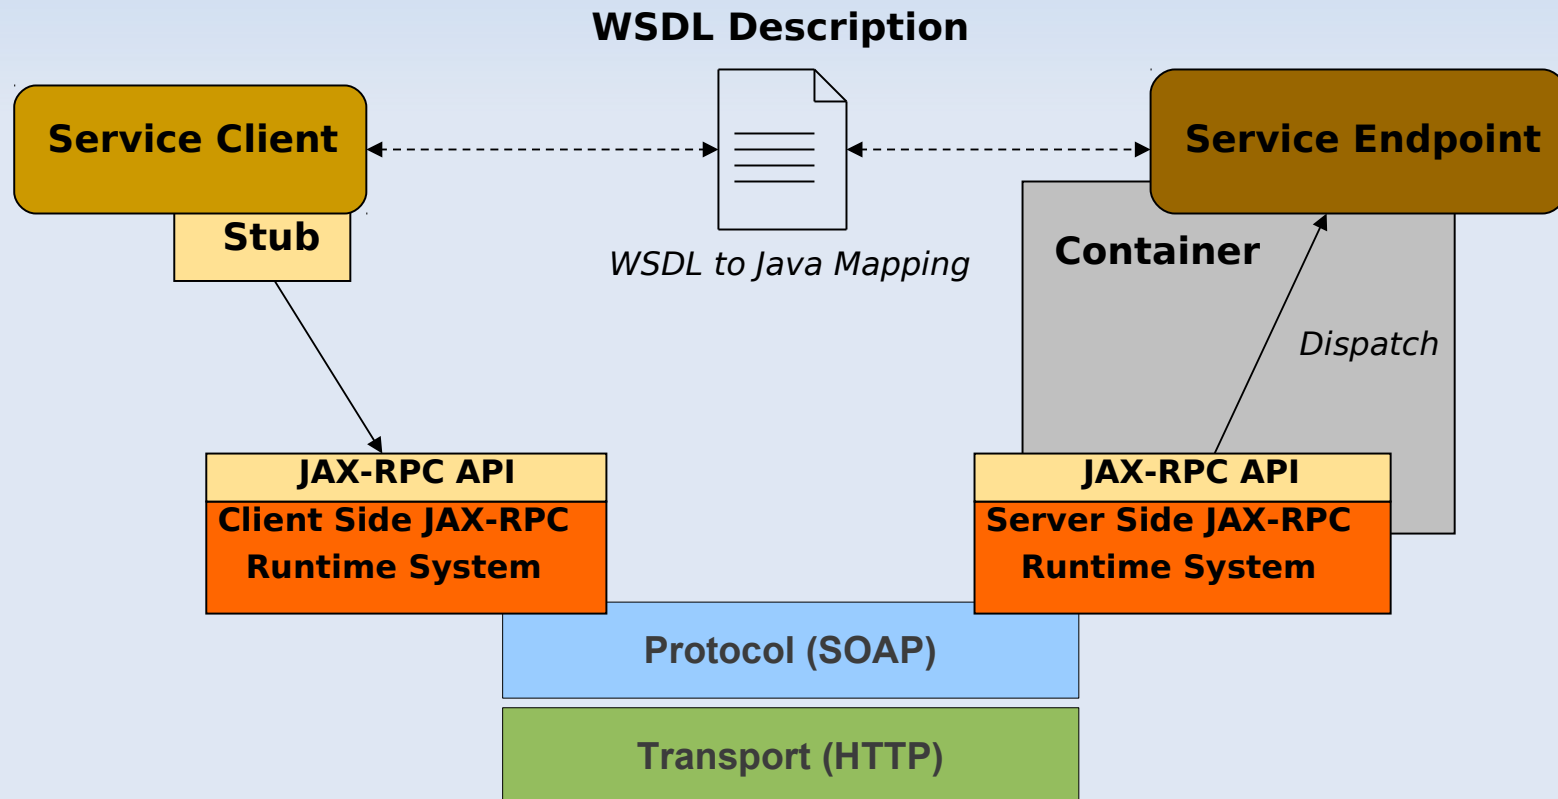 WSDL Description
Service Client
Service Endpoint
Stub
WSDL to Java Mapping
Container
Dispatch
JAX-RPC API
Client Side JAX-RPC
Runtime System
JAX-RPC API
Server Side JAX-RPC
Runtime System
Protocol (SOAP)
Transport (HTTP)